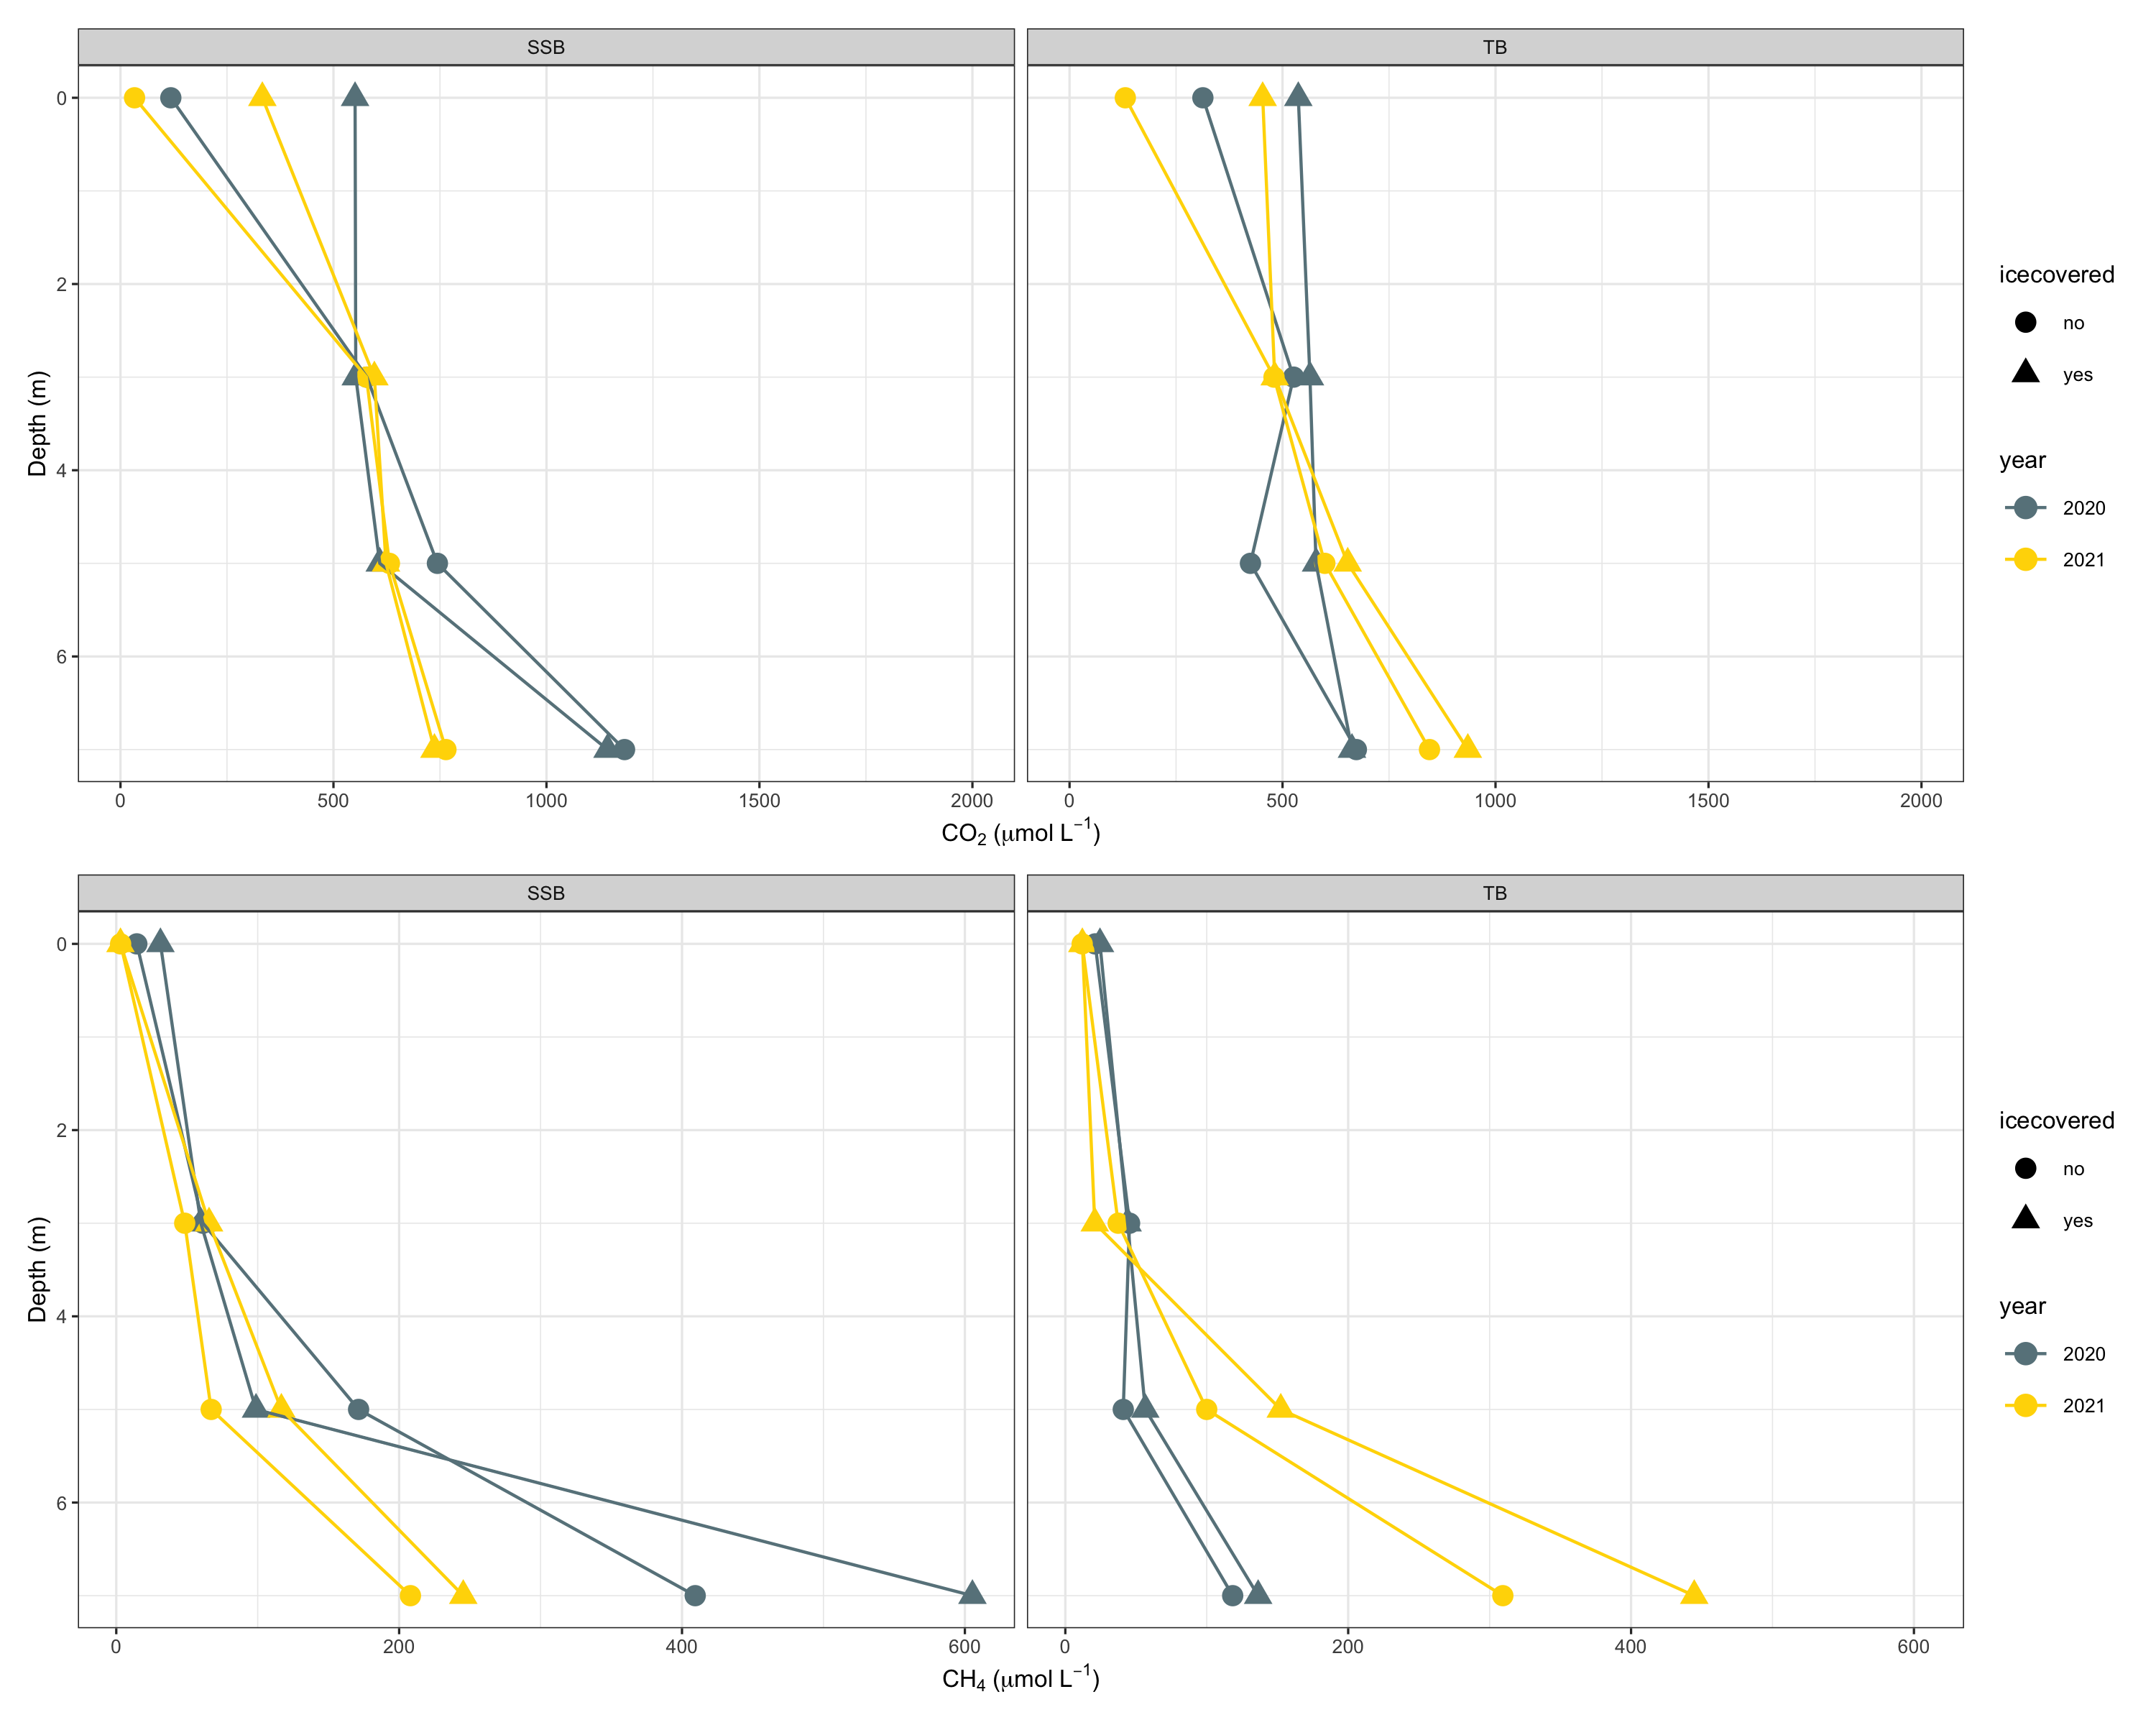 SSB
TB
0
2
4
6
Depth (m)
0 500 1000 1500 2000
0 500 1000 1500 2000
CO₂ (μmol L⁻¹)
icecovered
no
yes
year
2020
2021
SSB
TB
0
2
4
6
Depth (m)
0 200 400 600
0 200 400 600
CH₄ (μmol L⁻¹)
icecovered
no
yes
year
2020
2021